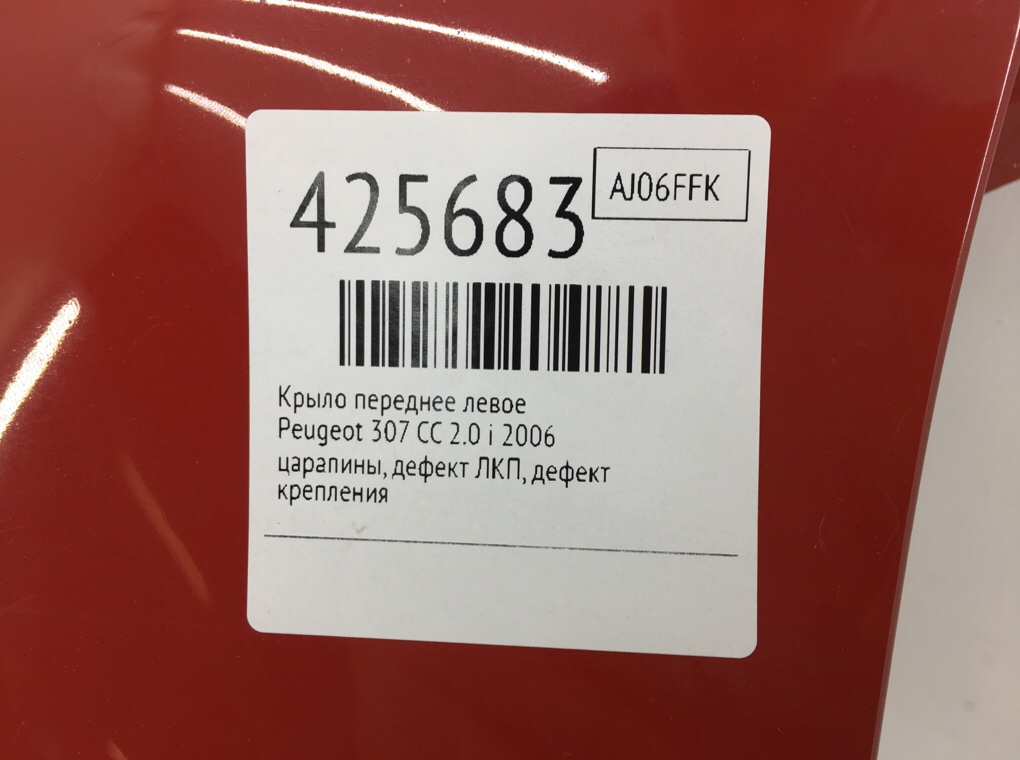 425683
AJ06FFK
Крыло переднее левое
Peugeot 307 CC 2.0 i 2006
царапины, дефект ЛКП, дефект
крепления